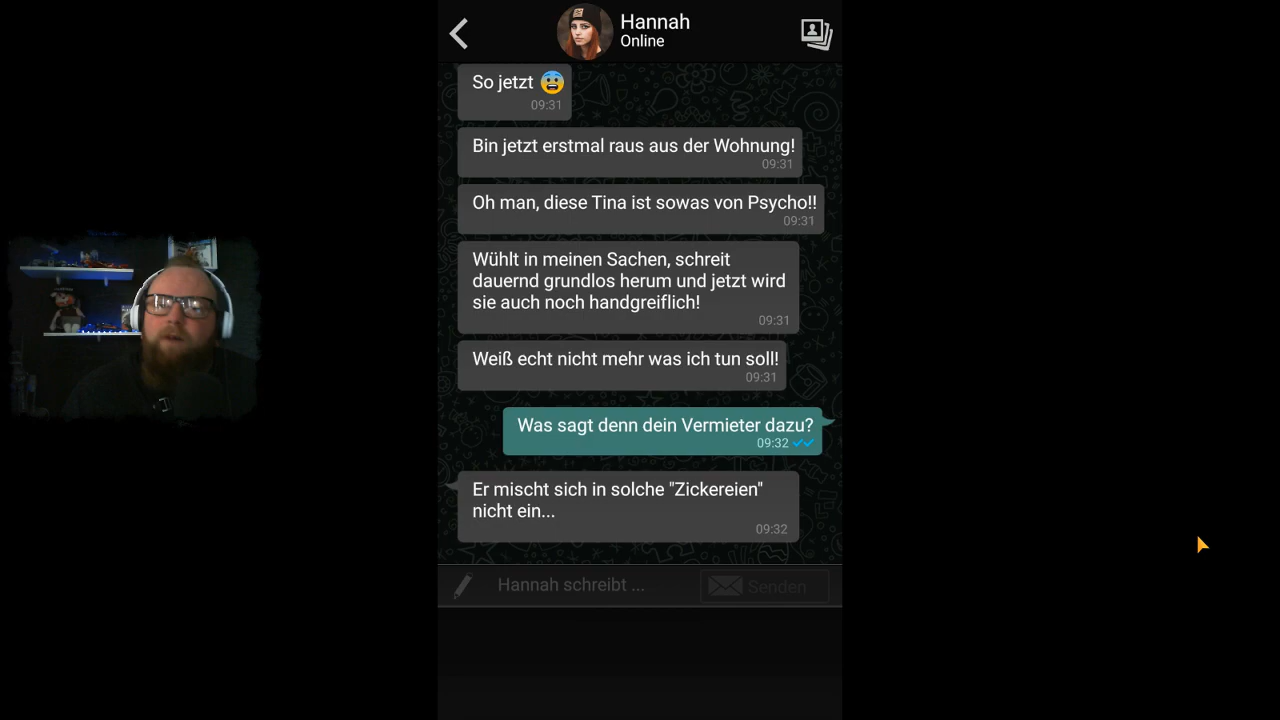 Hannah
Online
So jetzt 😨
09:31
Bin jetzt erstmal raus aus der Wohnung!
09:31
Oh man, diese Tina ist sowas von Psycho!!
09:31
Wühlt in meinen Sachen, schreit
dauernd grundlos herum und jetzt wird
sie auch noch handgreiflich!
09:31
Weiß echt nicht mehr was ich tun soll!
09:31
Was sagt denn dein Vermieter dazu?
09:32
Er mischt sich in solche "Zickereien"
nicht ein...
09:32
Hannah schreibt ...
Senden